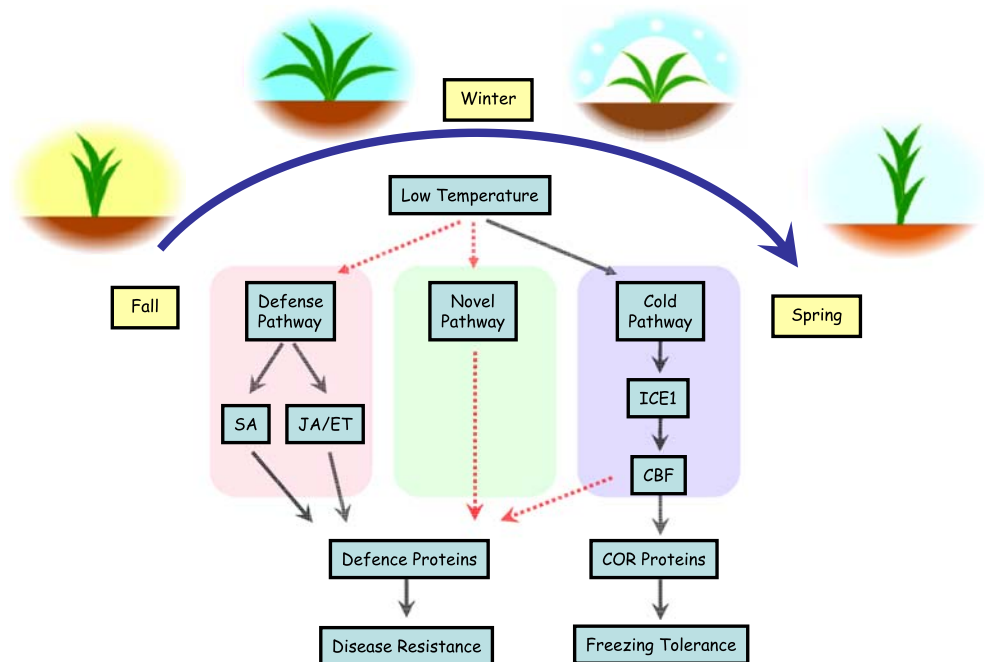 Winter
Low Temperature
Fall
Defense
Pathway
Novel
Pathway
Cold
Pathway
Spring
SA
JA/ET
ICE1
CBF
Defence Proteins
COR Proteins
Disease Resistance
Freezing Tolerance